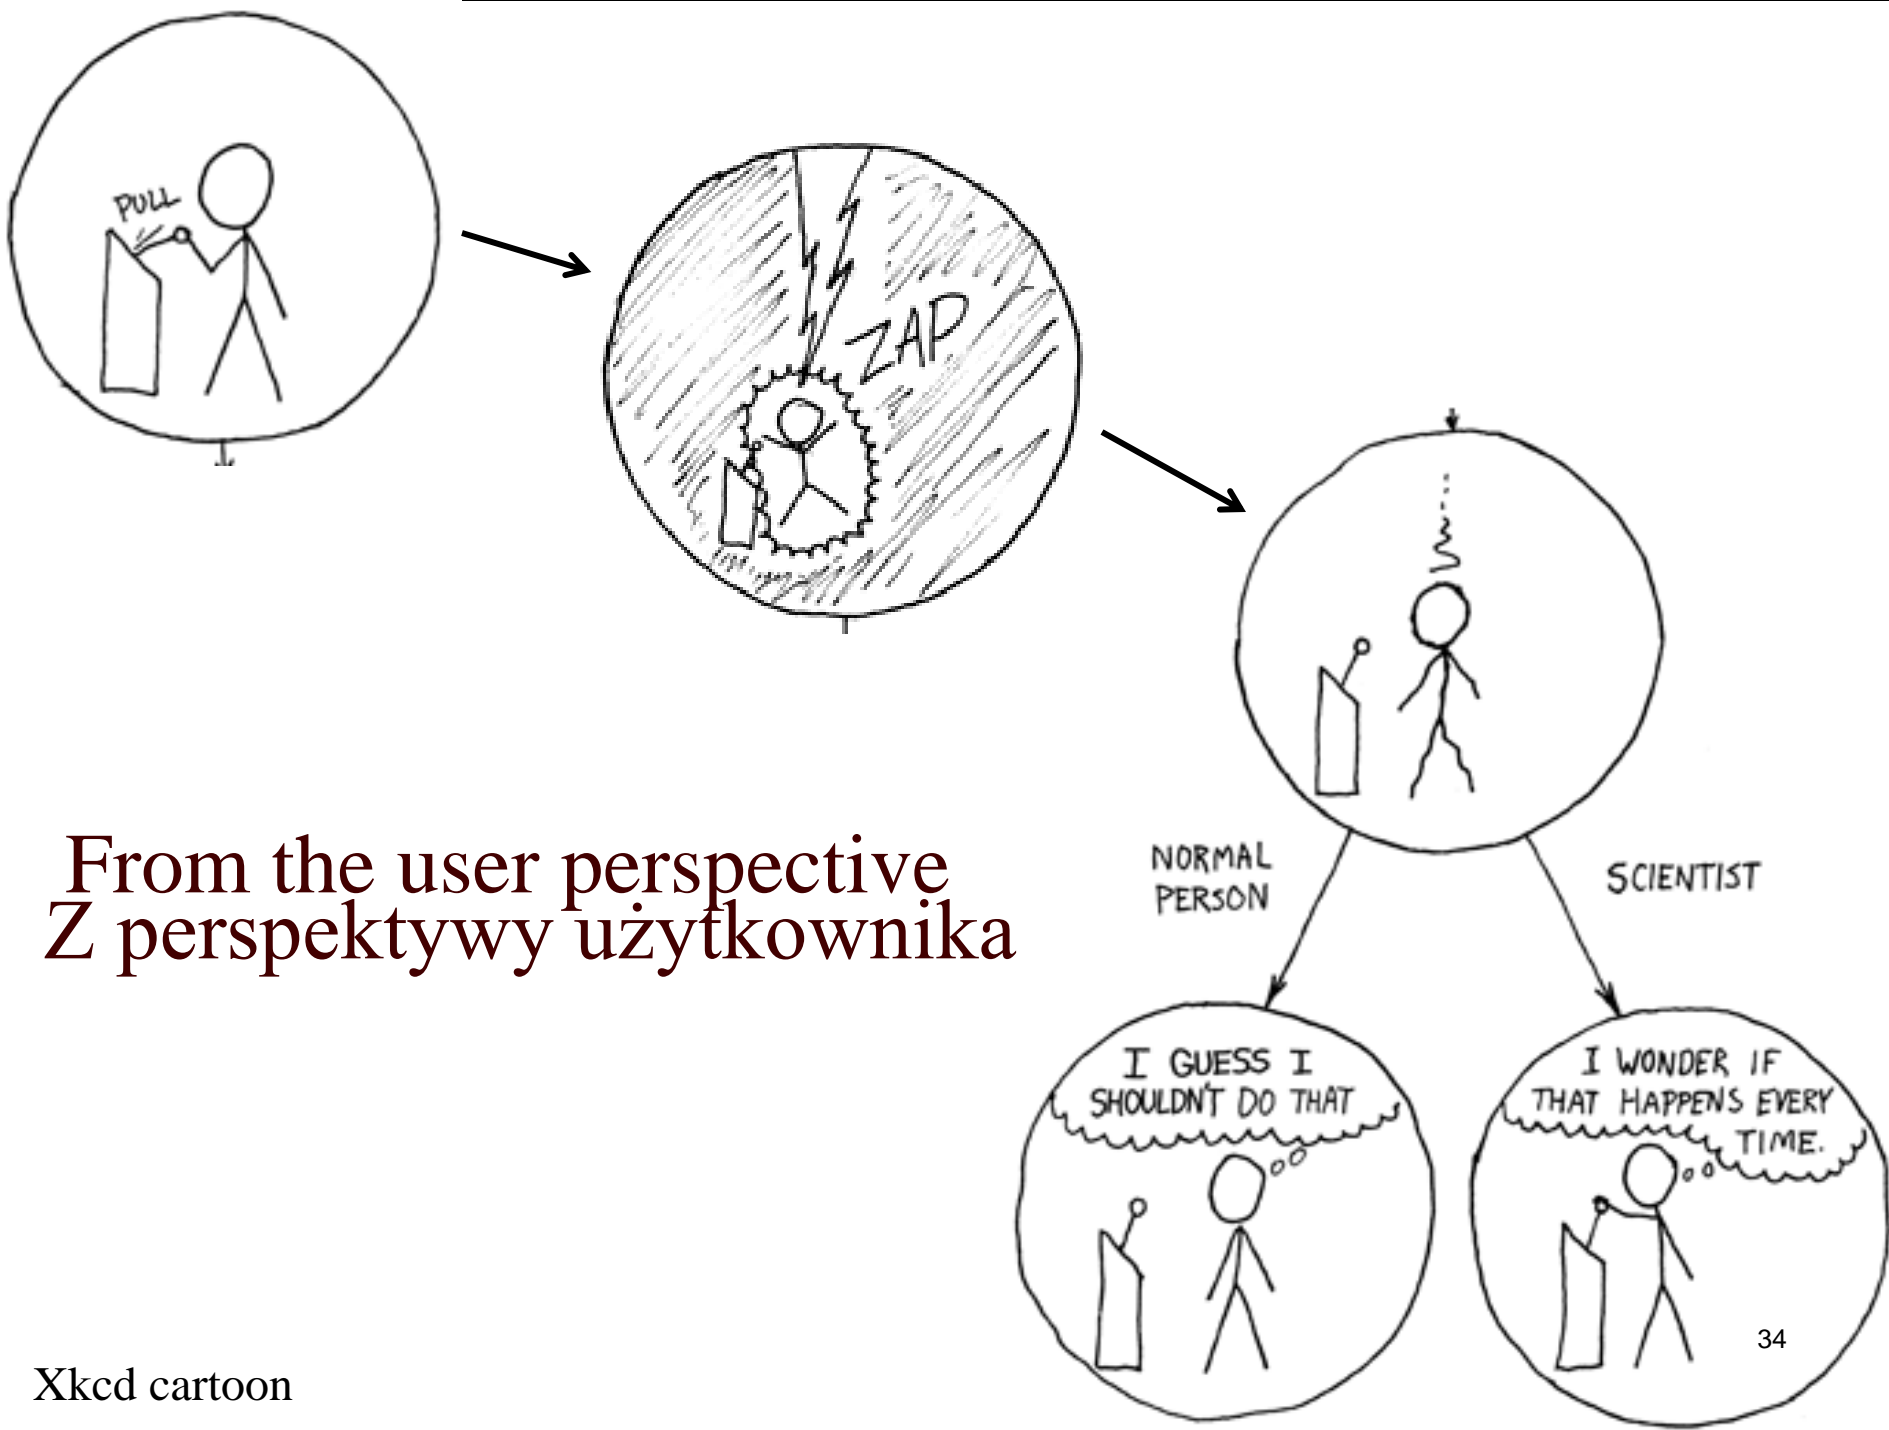 PULL
ZAP
NORMAL
PERSON
SCIENTIST
From the user perspective
Z perspektywy użytkownika
I GUESS I
SHOULDN'T DO THAT
I WONDER IF
THAT HAPPENS EVERY
TIME.
34
Xkcd cartoon